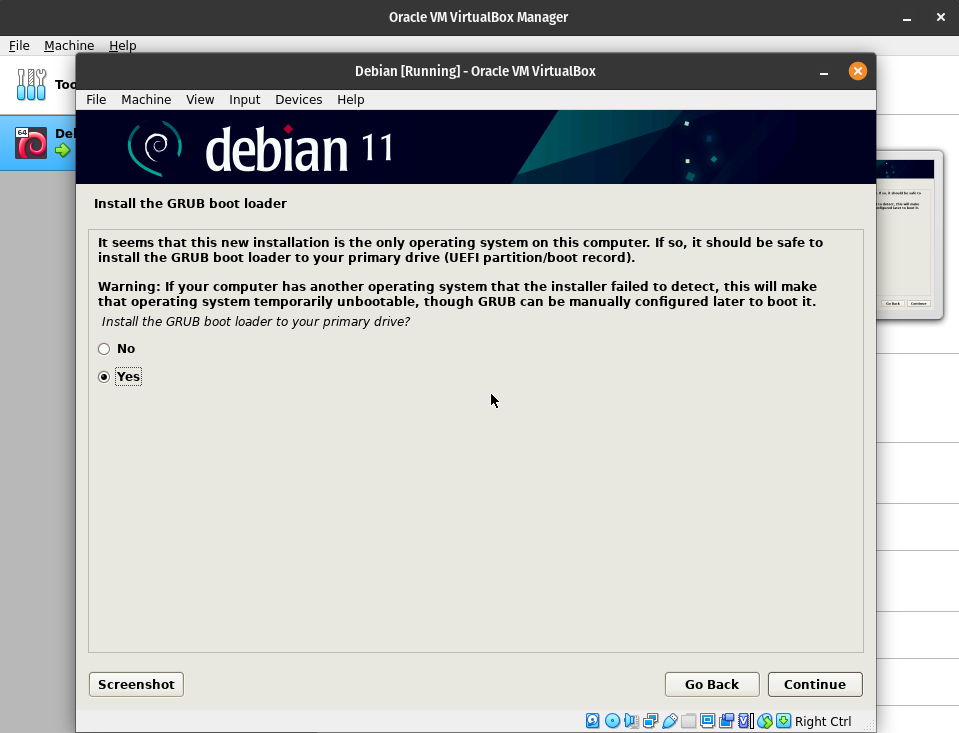 Oracle VM VirtualBox Manager
File Machine Help
Debian [Running] - Oracle VM VirtualBox
File Machine View Input Devices Help
64
debian 11
Install the GRUB boot loader
It seems that this new installation is the only operating system on this computer. If so, it should be safe to
install the GRUB boot loader to your primary drive (UEFI partition/boot record).
Warning: If your computer has another operating system that the installer failed to detect, this will make
that operating system temporarily unbootable, though GRUB can be manually configured later to boot it.
Install the GRUB boot loader to your primary drive?
No
Yes
Screenshot Go Back Continue
Right Ctrl